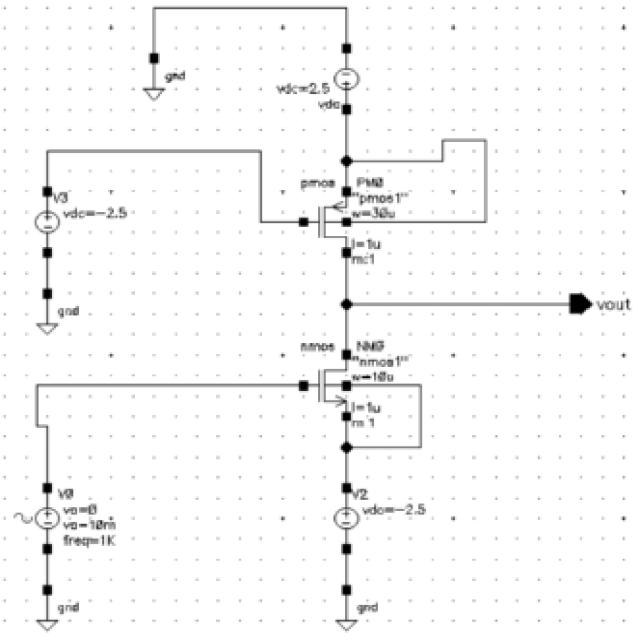 gnd
vdc=2.5
vdc
pmos
PM0
"pmos1"
w=30u
l=1u
m:1
V3
vdc=-2.5
gnd
vout
nmos
NM0
"nmos1"
w=10u
l=1u
m:1
V0
vo=0
va=10m
freq=1K
gnd
V2
vdc=-2.5
gnd